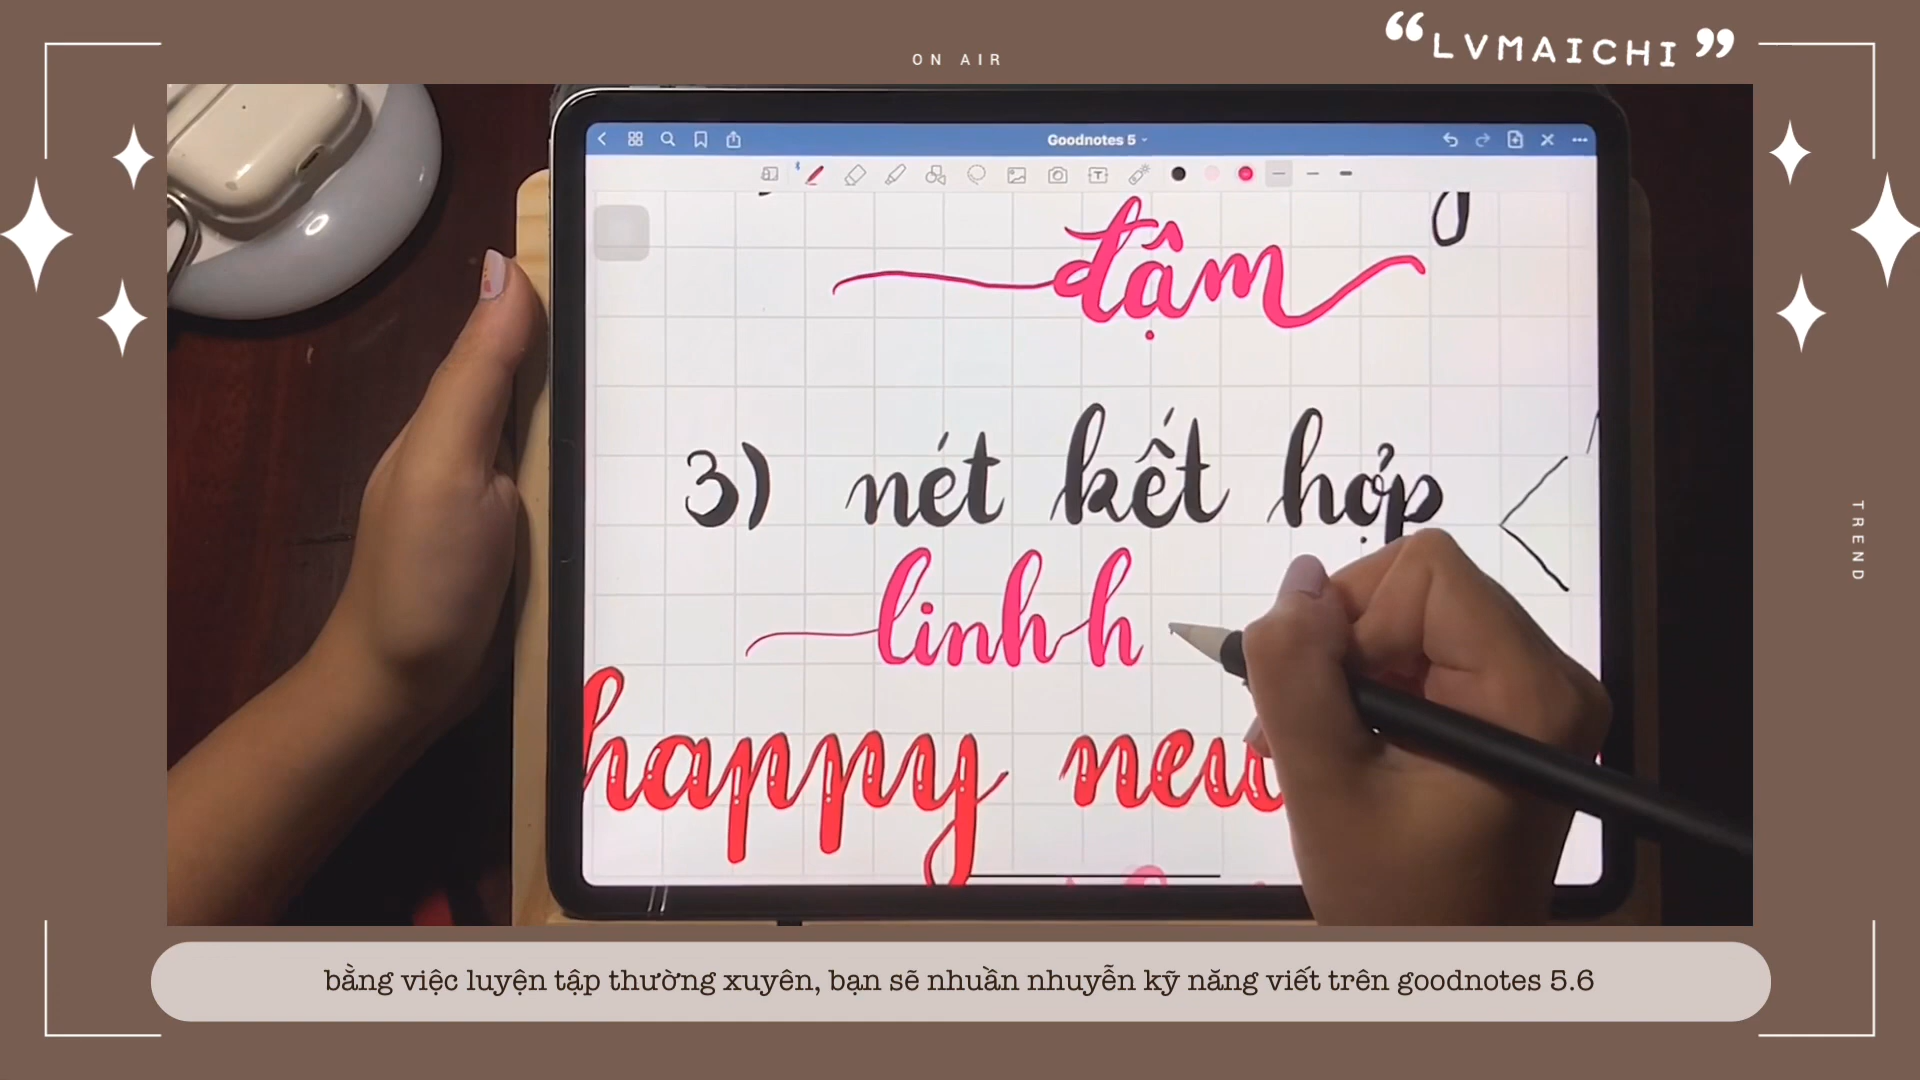 “LVMAICHI”
ON AIR
Goodnotes 5
đậm
3) nét kết hợp
linh h
happy new
TREND
bằng việc luyện tập thường xuyên, bạn sẽ nhuần nhuyễn kỹ năng viết trên goodnotes 5.6